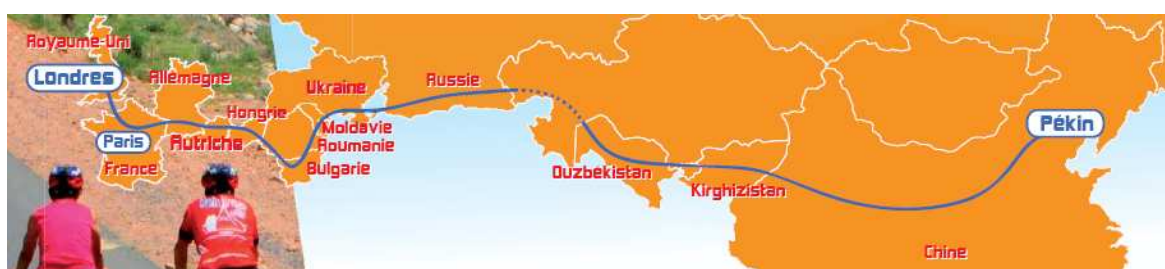 Royaume-Uni
Londres
Allemagne
Paris
France
Autriche
Hongrie
Ukraine
Moldavie
Roumanie
Bulgarie
Russie
Ouzbekistan
Kirghizistan
Pékin
Chine